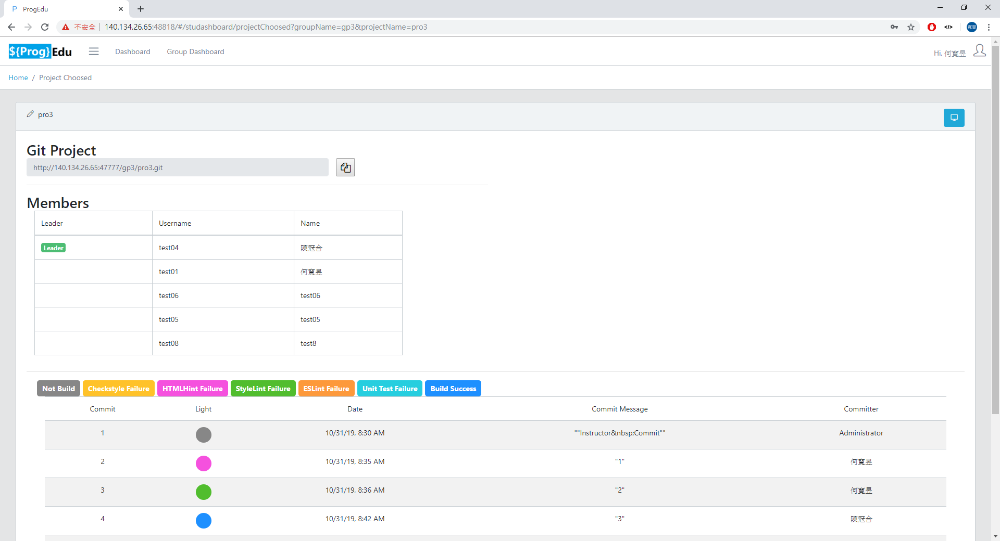 ProgEdu
不安全 140.134.26.65:48818/#/studashboard/projectChoosed?groupName=gp3&projectName=pro3
${Prog}Edu Dashboard Group Dashboard Hi, 何寬昱
Home / Project Choosed
pro3
Git Project
http://140.134.26.65:47777/gp3/pro3.git
Members
Leader Username Name
Leader test04 陳冠合
test01 何寬昱
test06 test06
test05 test05
test08 test8
Not Build Checkstyle Failure HTMLHint Failure StyleLint Failure ESLint Failure Unit Test Failure Build Success
Commit Light Date Commit Message Committer
1 10/31/19, 8:30 AM ""Instructor&nbsp;Commit"" Administrator
2 10/31/19, 8:35 AM "1" 何寬昱
3 10/31/19, 8:36 AM "2" 何寬昱
4 10/31/19, 8:42 AM "3" 陳冠合